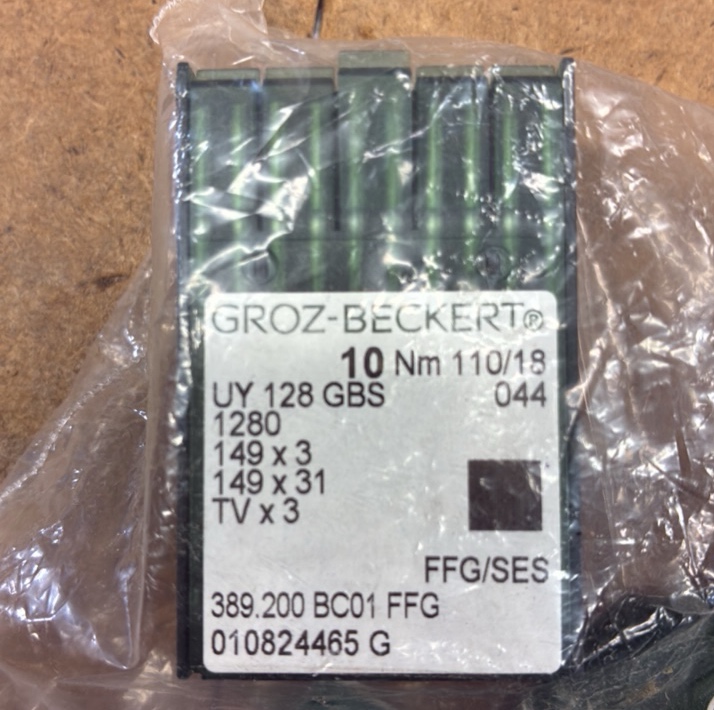 GROZ-BECKERT®
10 Nm 110/18
UY 128 GBS 044
1280
149 x 3
149 x 31
TV x 3
FFG/SES
389.200 BC01 FFG
010824465 G